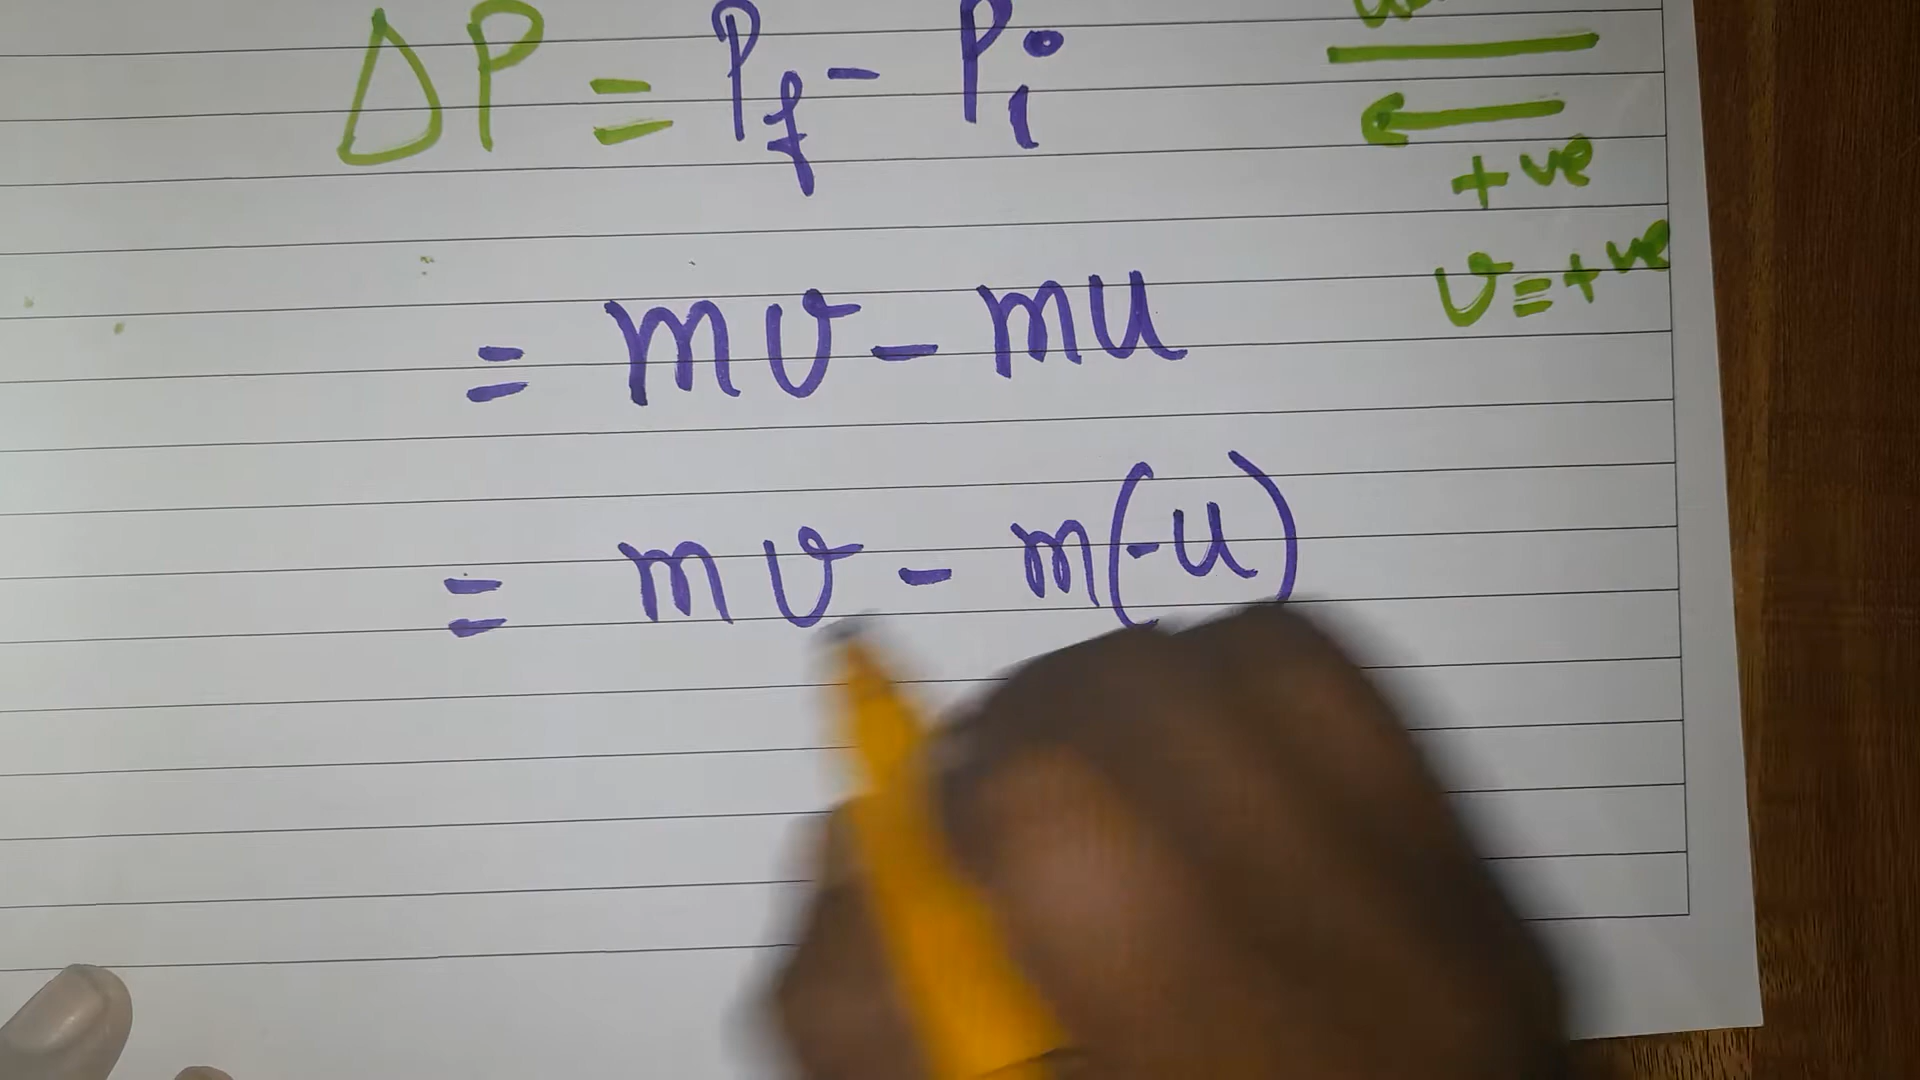 ΔP = Pf - Pi
+ve
v = +ve
= mv - mu
= mv - m(-u)